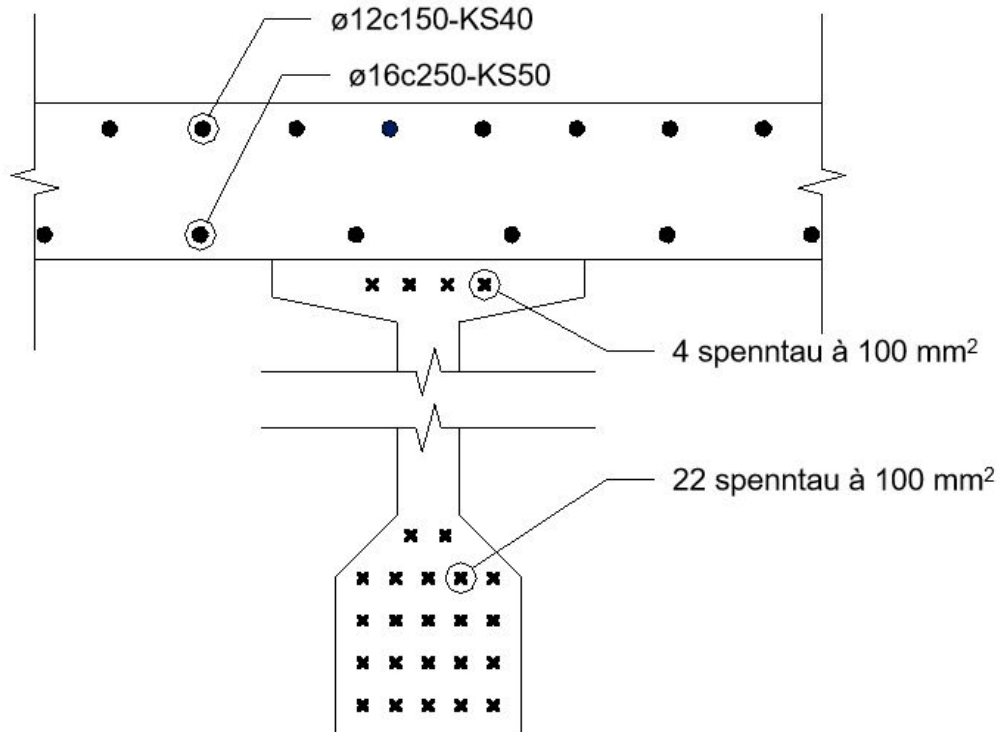 ø12c150-KS40
ø16c250-KS50
4 spenntau à 100 mm²
22 spenntau à 100 mm²